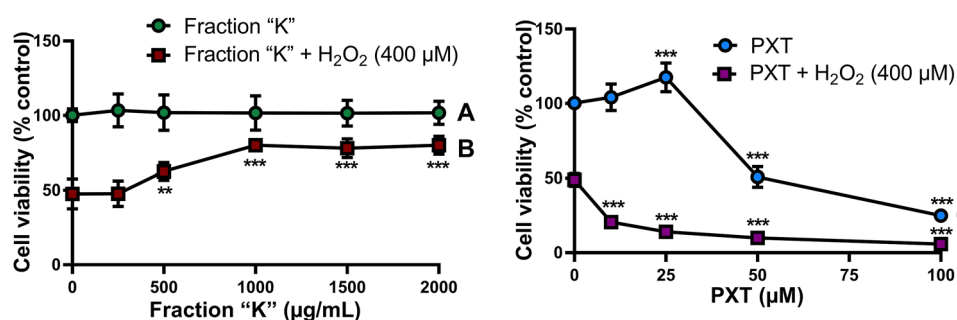 Fraction “K”
Fraction “K” + H₂O₂ (400 µM)
Cell viability (% control)
150
100
50
0
A
B
**
***
***
***
0
500
1000
1500
2000
Fraction “K” (µg/mL)
PXT
PXT + H₂O₂ (400 µM)
Cell viability (% control)
150
100
50
0
***
***
***
***
***
***
***
0
25
50
75
100
PXT (µM)